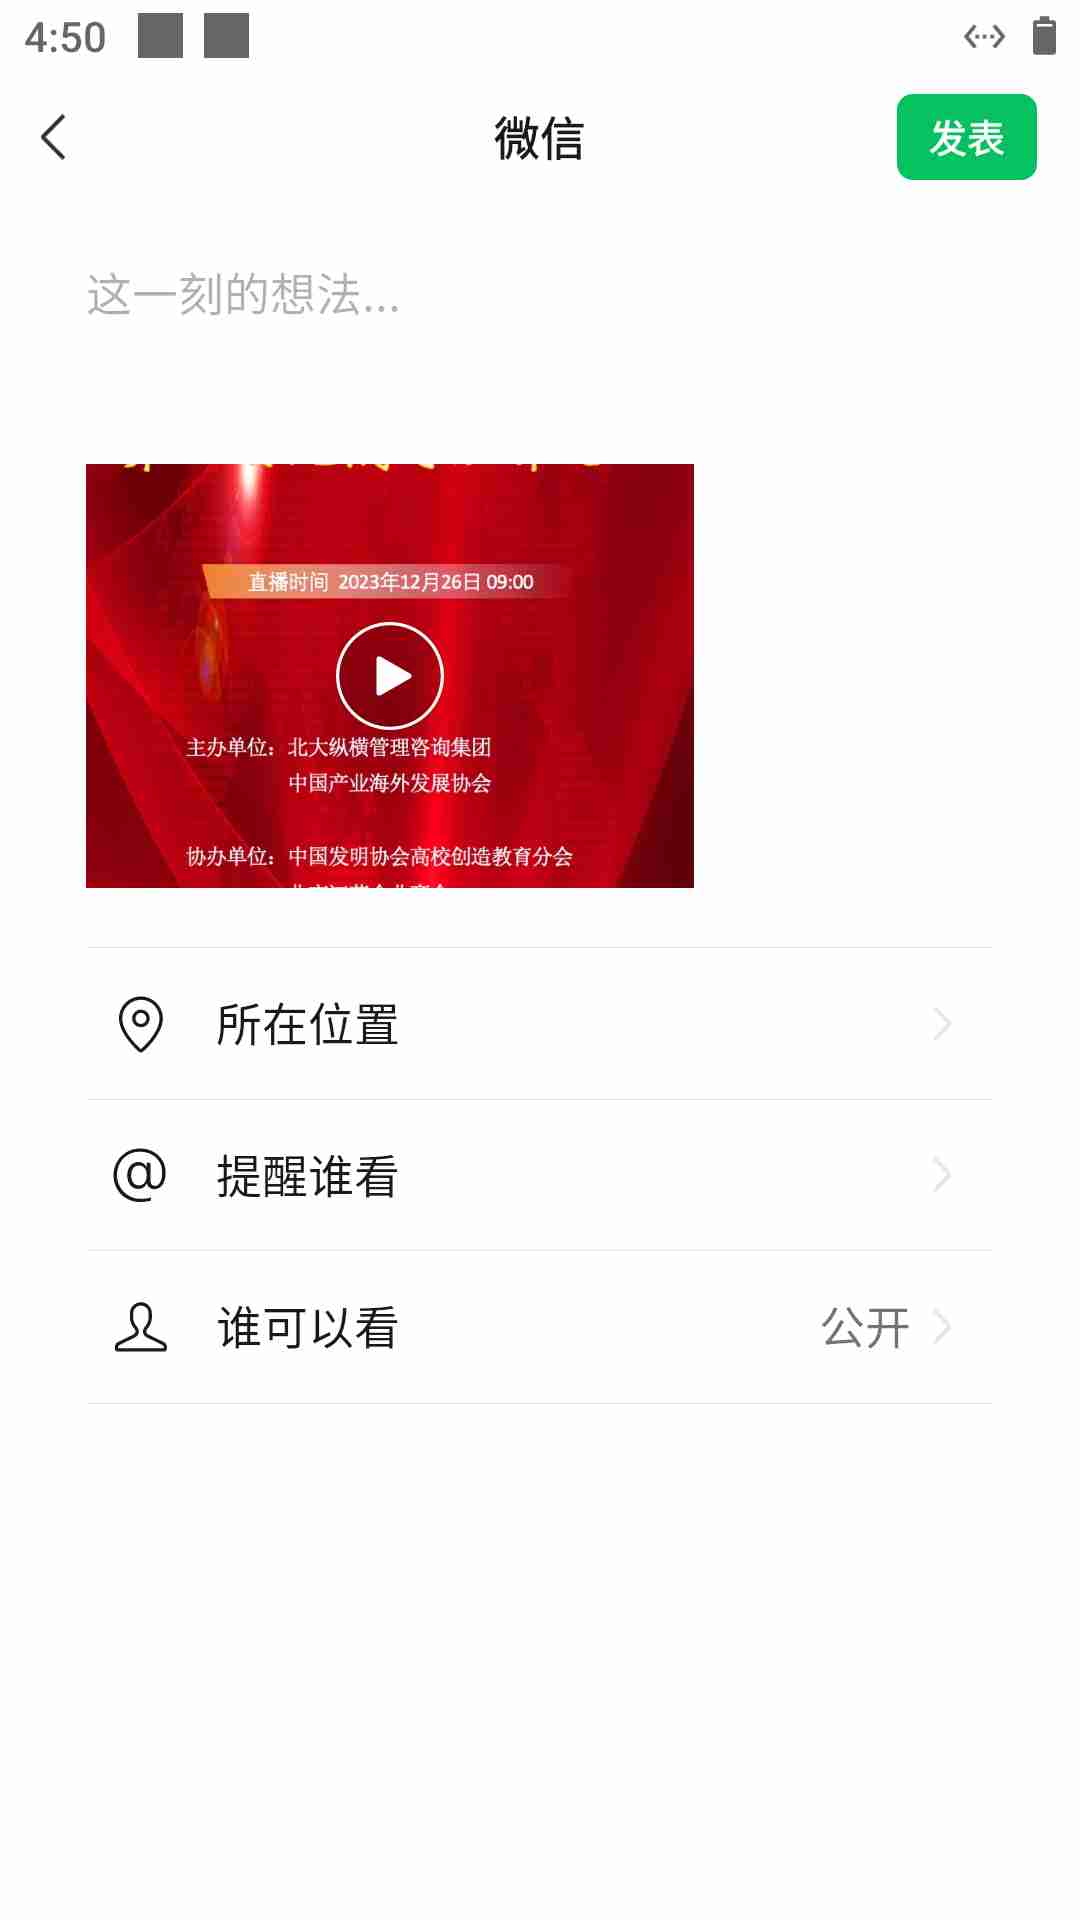 4:50
微信
发表
这一刻的想法...
直播时间 2023年12月26日 09:00
主办单位：北大纵横管理咨询集团
中国产业海外发展协会
协办单位：中国发明协会高校创造教育分会
所在位置
提醒谁看
谁可以看
公开